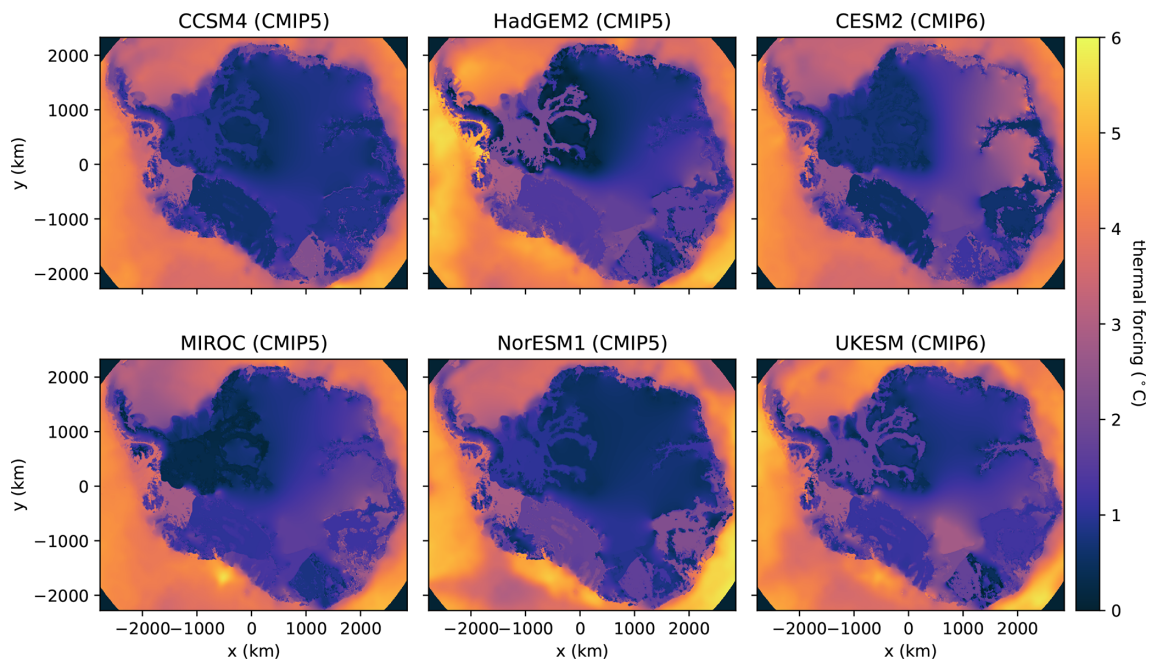 CCSM4 (CMIP5) HadGEM2 (CMIP5) CESM2 (CMIP6)
2000
1000
0
−1000
−2000
y (km)
6
5
4
3
2
1
0
thermal forcing (°C)
MIROC (CMIP5) NorESM1 (CMIP5) UKESM (CMIP6)
2000
1000
0
−1000
−2000
y (km)
−2000−1000 0 1000 2000 −2000−1000 0 1000 2000 −2000−1000 0 1000 2000
x (km) x (km) x (km)